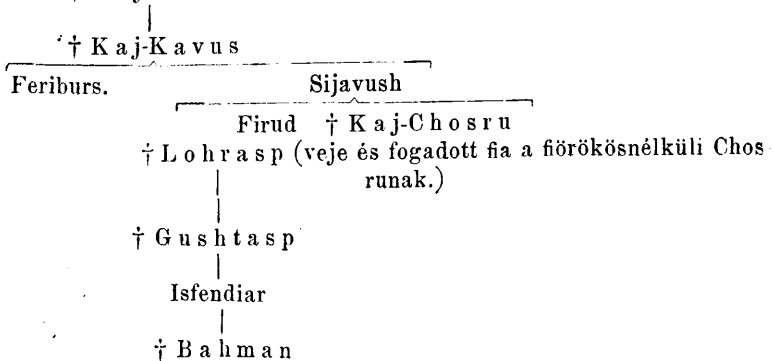 † Kaj-Kavus
Feriburs. Sijavush
Firud † Kaj-Chosru
† Lohrasp (veje és fogadott fia a fiörökösnélküli Chos
runak.)
† Gushtasp
Isfendiar
† Bahman